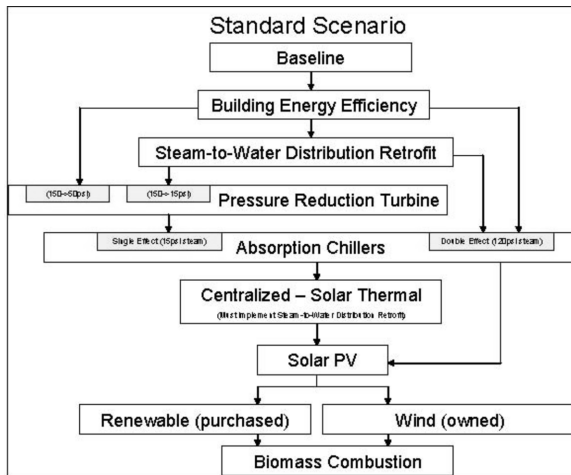 Standard Scenario
Baseline
Building Energy Efficiency
Steam-to-Water Distribution Retrofit
(150->50psi) (150->15psi)
Pressure Reduction Turbine
Single Effect (15psi steam) Double Effect (120psi steam)
Absorption Chillers
Centralized – Solar Thermal
(Must Implement Steam-to-Water Distribution Retrofit)
Solar PV
Renewable (purchased) Wind (owned)
Biomass Combustion